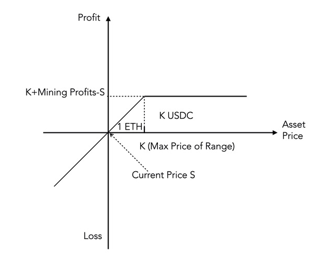 Profit
K+Mining Profits-S
K USDC
1 ETH
Asset
Price
K (Max Price of Range)
Current Price S
Loss